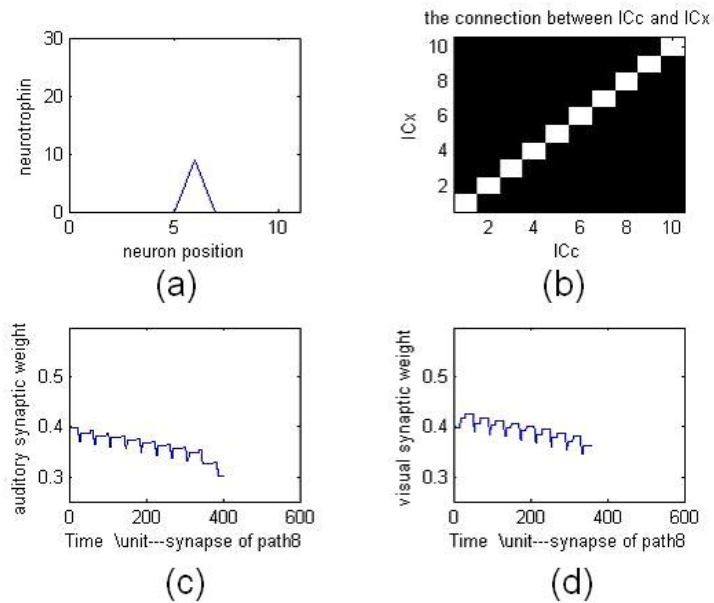 30
20
10
0
neurotrophin
0 5 10
neuron position
(a)
the connection between ICc and ICx
10
8
6
4
2
ICx
2 4 6 8 10
ICc
(b)
0.5
0.4
0.3
auditory synaptic weight
0 200 400 600
Time \unit---synapse of path8
(c)
0.5
0.4
0.3
visual synaptic weight
0 200 400 600
Time \unit---synapse of path8
(d)